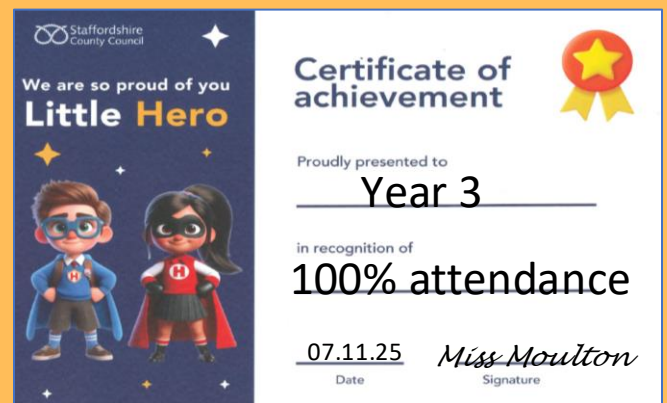 Staffordshire
County Council
We are so proud of you
Little Hero
H
H
Certificate of
achievement
Proudly presented to
Year 3
in recognition of
100% attendance
07.11.25 Miss Moulton
Date Signature